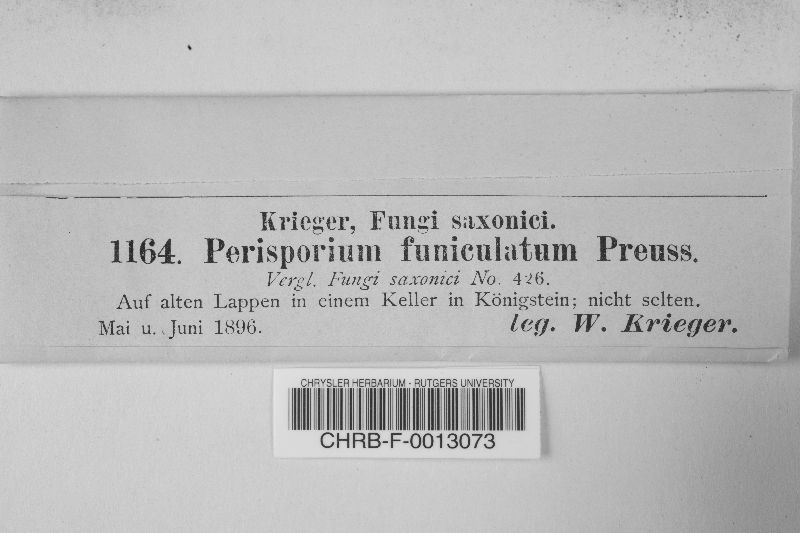 Krieger, Fungi saxonici.
1164. Perisporium funiculatum Preuss.
Vergl. Fungi saxonici No. 426.
Auf alten Lappen in einem Keller in Königstein; nicht selten.
Mai u. Juni 1896. leg. W. Krieger.
CHRYSLER HERBARIUM - RUTGERS UNIVERSITY
CHRB-F-0013073